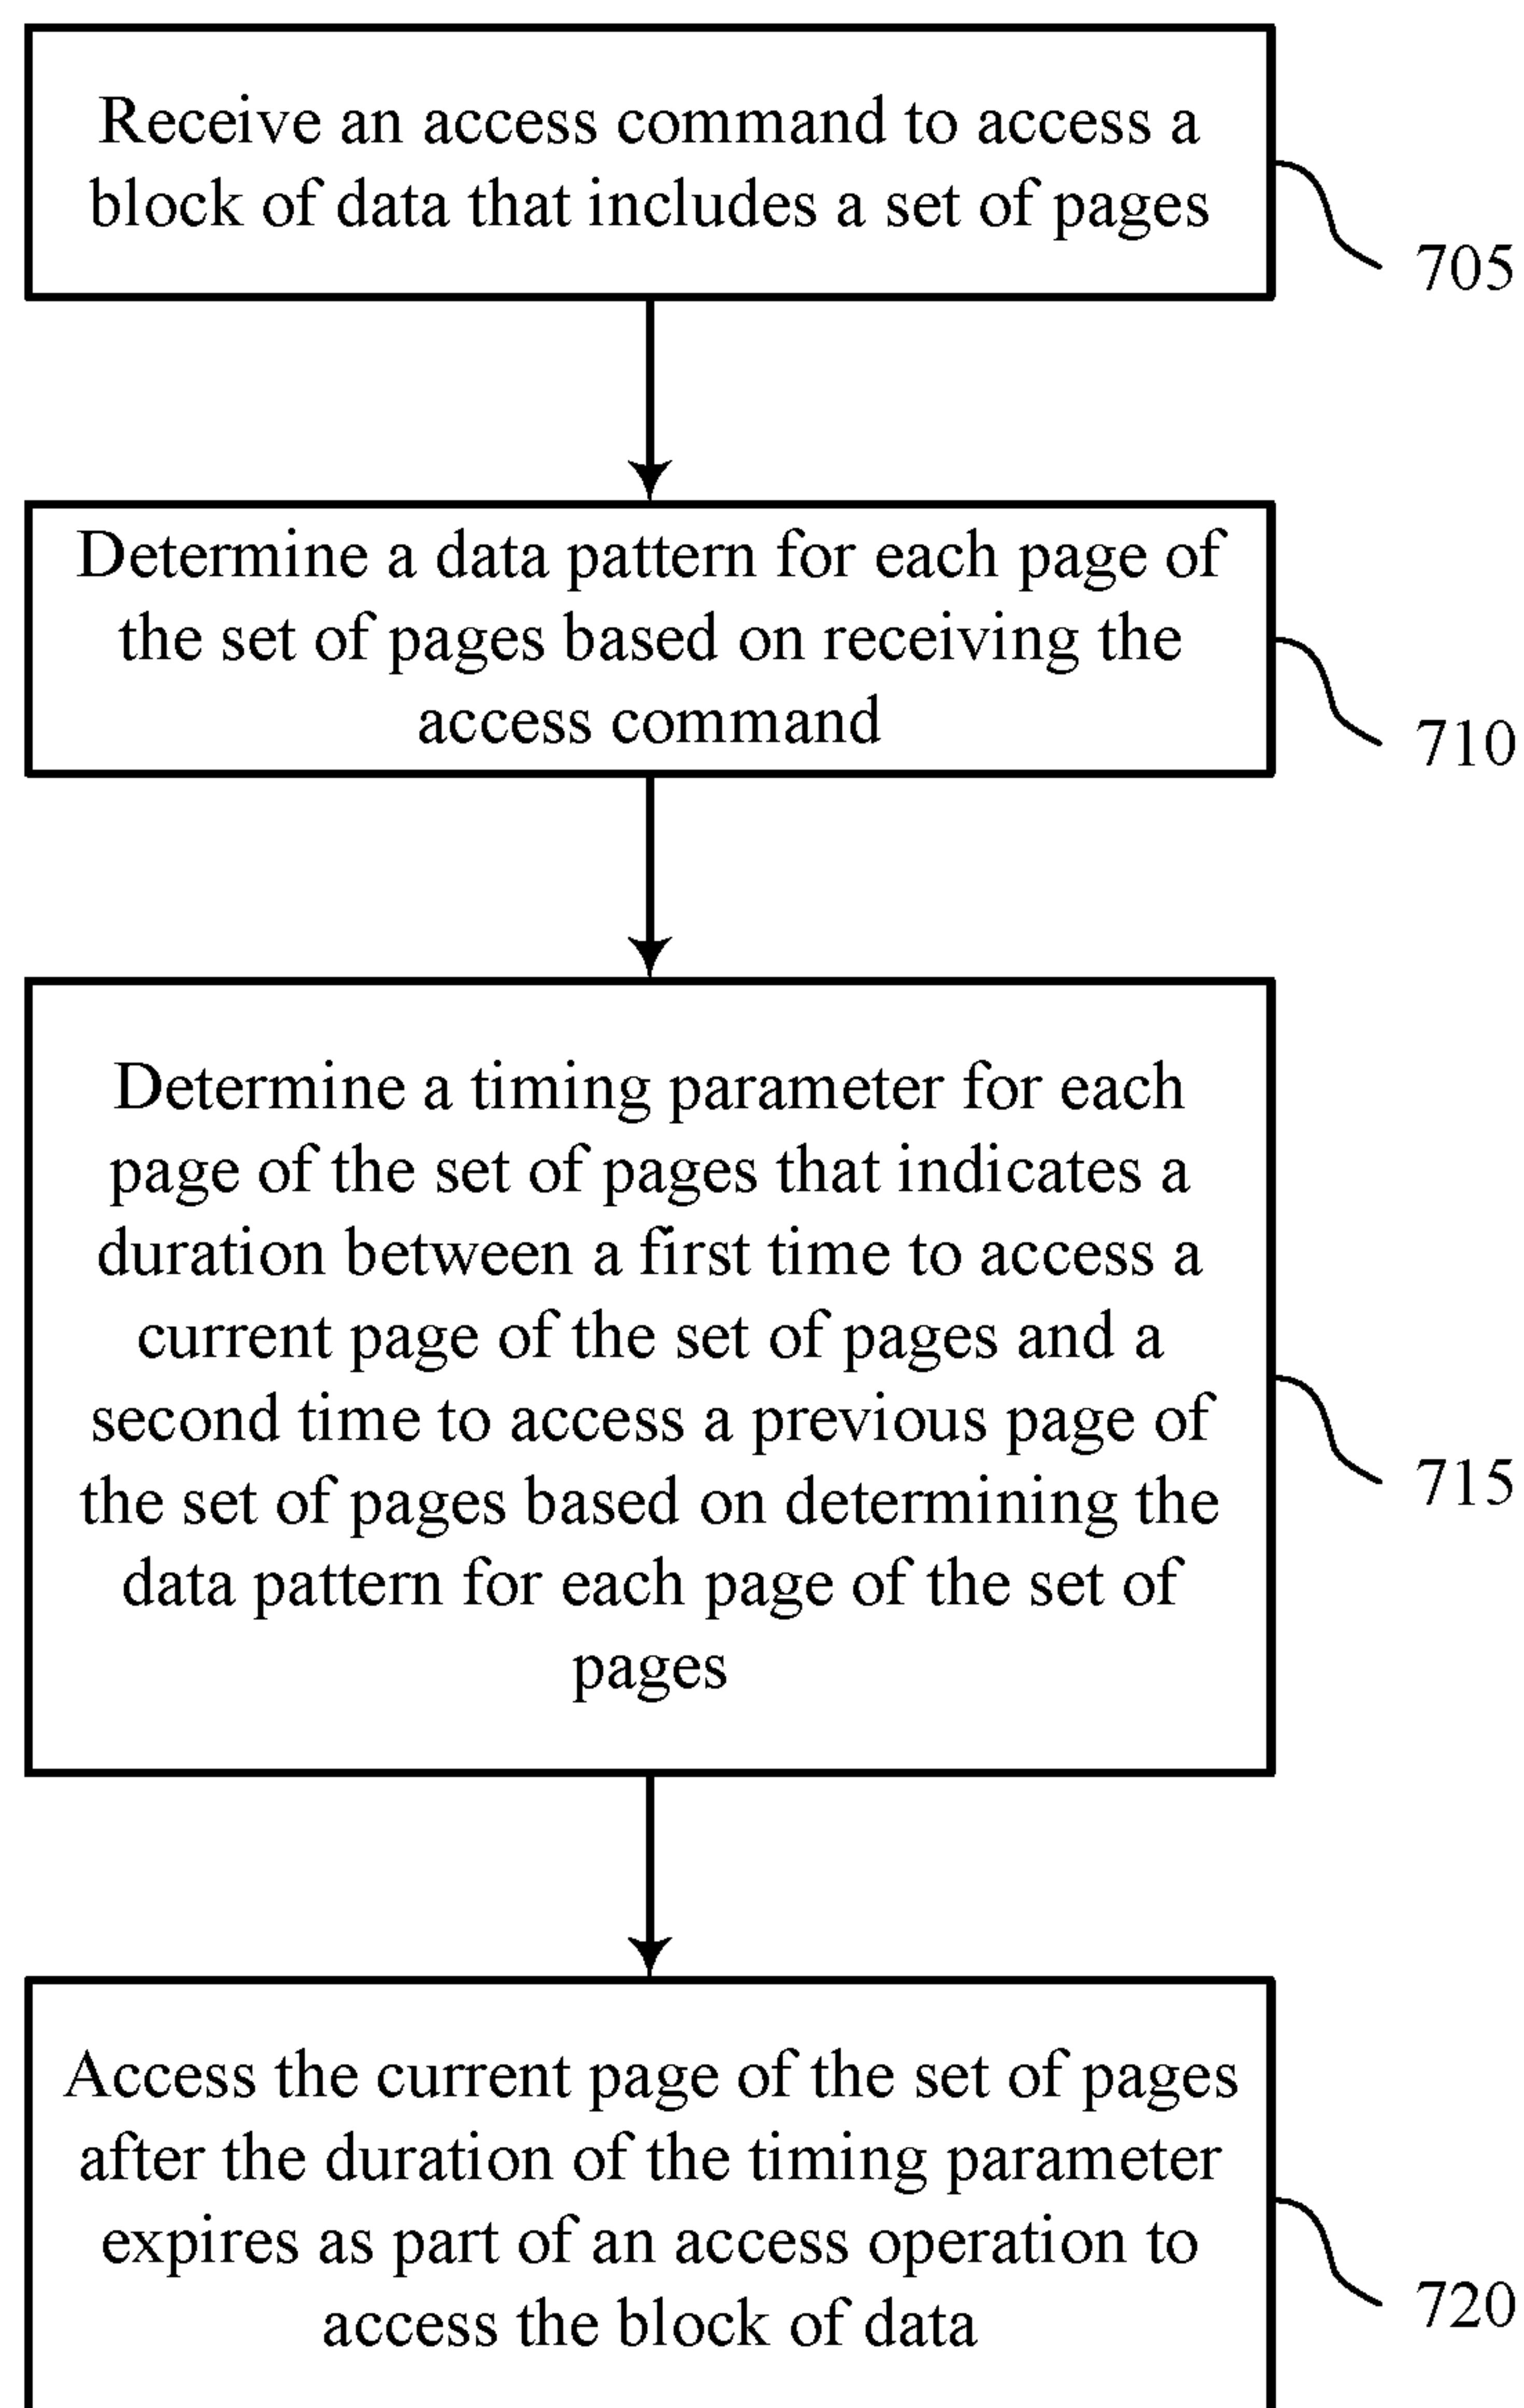 Receive an access command to access a
block of data that includes a set of pages
705
Determine a data pattern for each page of
the set of pages based on receiving the
access command
710
Determine a timing parameter for each
page of the set of pages that indicates a
duration between a first time to access a
current page of the set of pages and a
second time to access a previous page of
the set of pages based on determining the
data pattern for each page of the set of
pages
715
Access the current page of the set of pages
after the duration of the timing parameter
expires as part of an access operation to
access the block of data
720